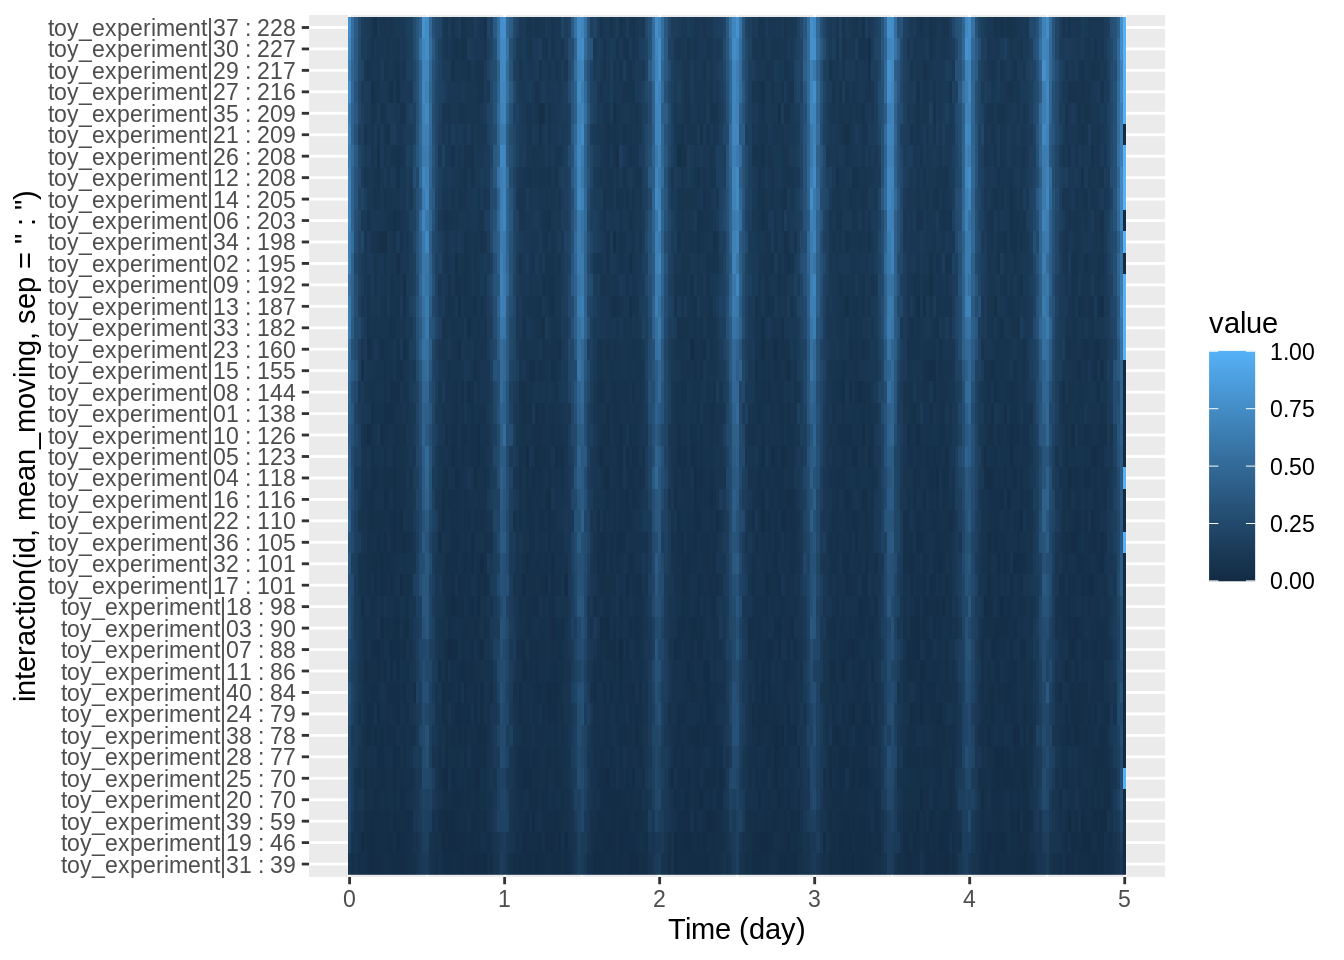 toy_experiment|37 : 228
toy_experiment|30 : 227
toy_experiment|29 : 217
toy_experiment|27 : 216
toy_experiment|35 : 209
toy_experiment|21 : 209
toy_experiment|26 : 208
toy_experiment|12 : 208
toy_experiment|14 : 205
toy_experiment|06 : 203
toy_experiment|34 : 198
toy_experiment|02 : 195
toy_experiment|09 : 192
toy_experiment|13 : 187
toy_experiment|33 : 182
toy_experiment|23 : 160
toy_experiment|15 : 155
toy_experiment|08 : 144
toy_experiment|01 : 138
toy_experiment|10 : 126
toy_experiment|05 : 123
toy_experiment|04 : 118
toy_experiment|16 : 116
toy_experiment|22 : 110
toy_experiment|36 : 105
toy_experiment|32 : 101
toy_experiment|17 : 101
toy_experiment|18 : 98
toy_experiment|03 : 90
toy_experiment|07 : 88
toy_experiment|11 : 86
toy_experiment|40 : 84
toy_experiment|24 : 79
toy_experiment|38 : 78
toy_experiment|28 : 77
toy_experiment|25 : 70
toy_experiment|20 : 70
toy_experiment|39 : 59
toy_experiment|19 : 46
toy_experiment|31 : 39
interaction(id, mean_moving, sep = " : ")
0 1 2 3 4 5
Time (day)
value
1.00
0.75
0.50
0.25
0.00